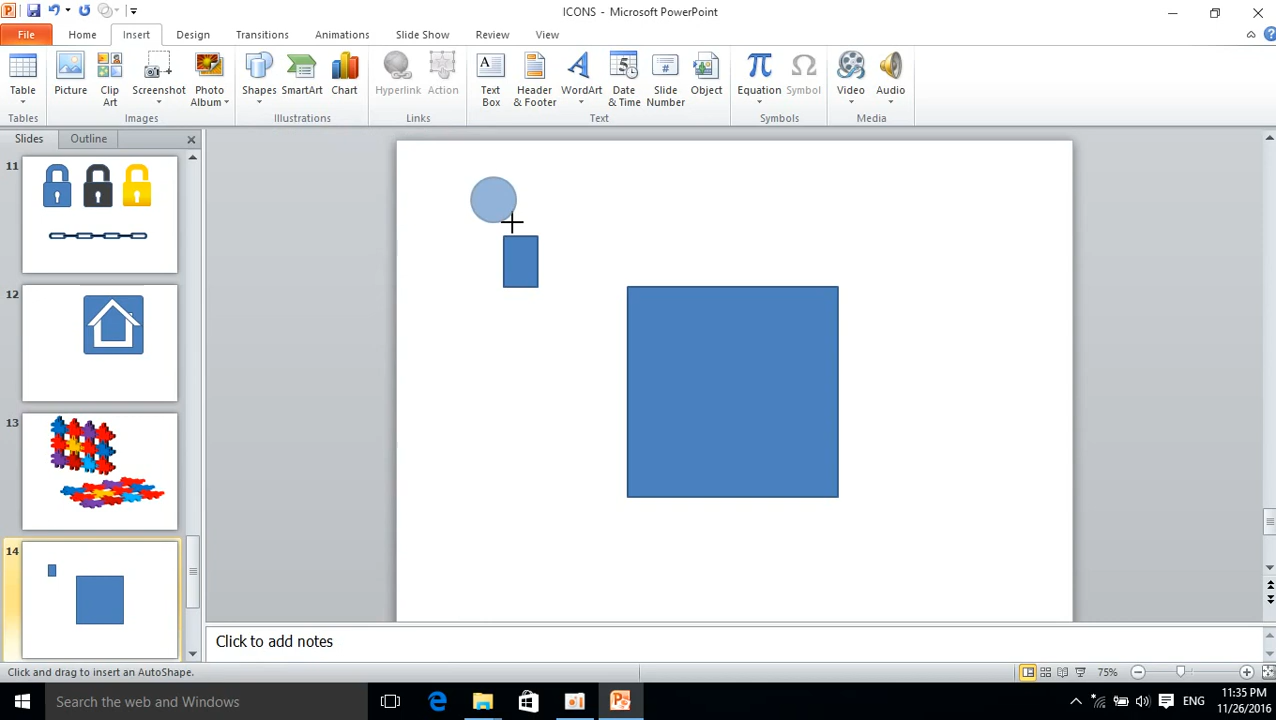 ICONS - Microsoft PowerPoint
File Home Insert Design Transitions Animations Slide Show Review View
Table Picture Clip Art Screenshot Photo Album Shapes SmartArt Chart Hyperlink Action Text Box Header & Footer WordArt Date & Time Slide Number Object Equation Symbol Video Audio
Tables Images Illustrations Links Text Symbols Media
Slides Outline
11
12
13
14
Click to add notes
Click and drag to insert an AutoShape.
75%
Search the web and Windows
ENG
11:35 PM
11/26/2016